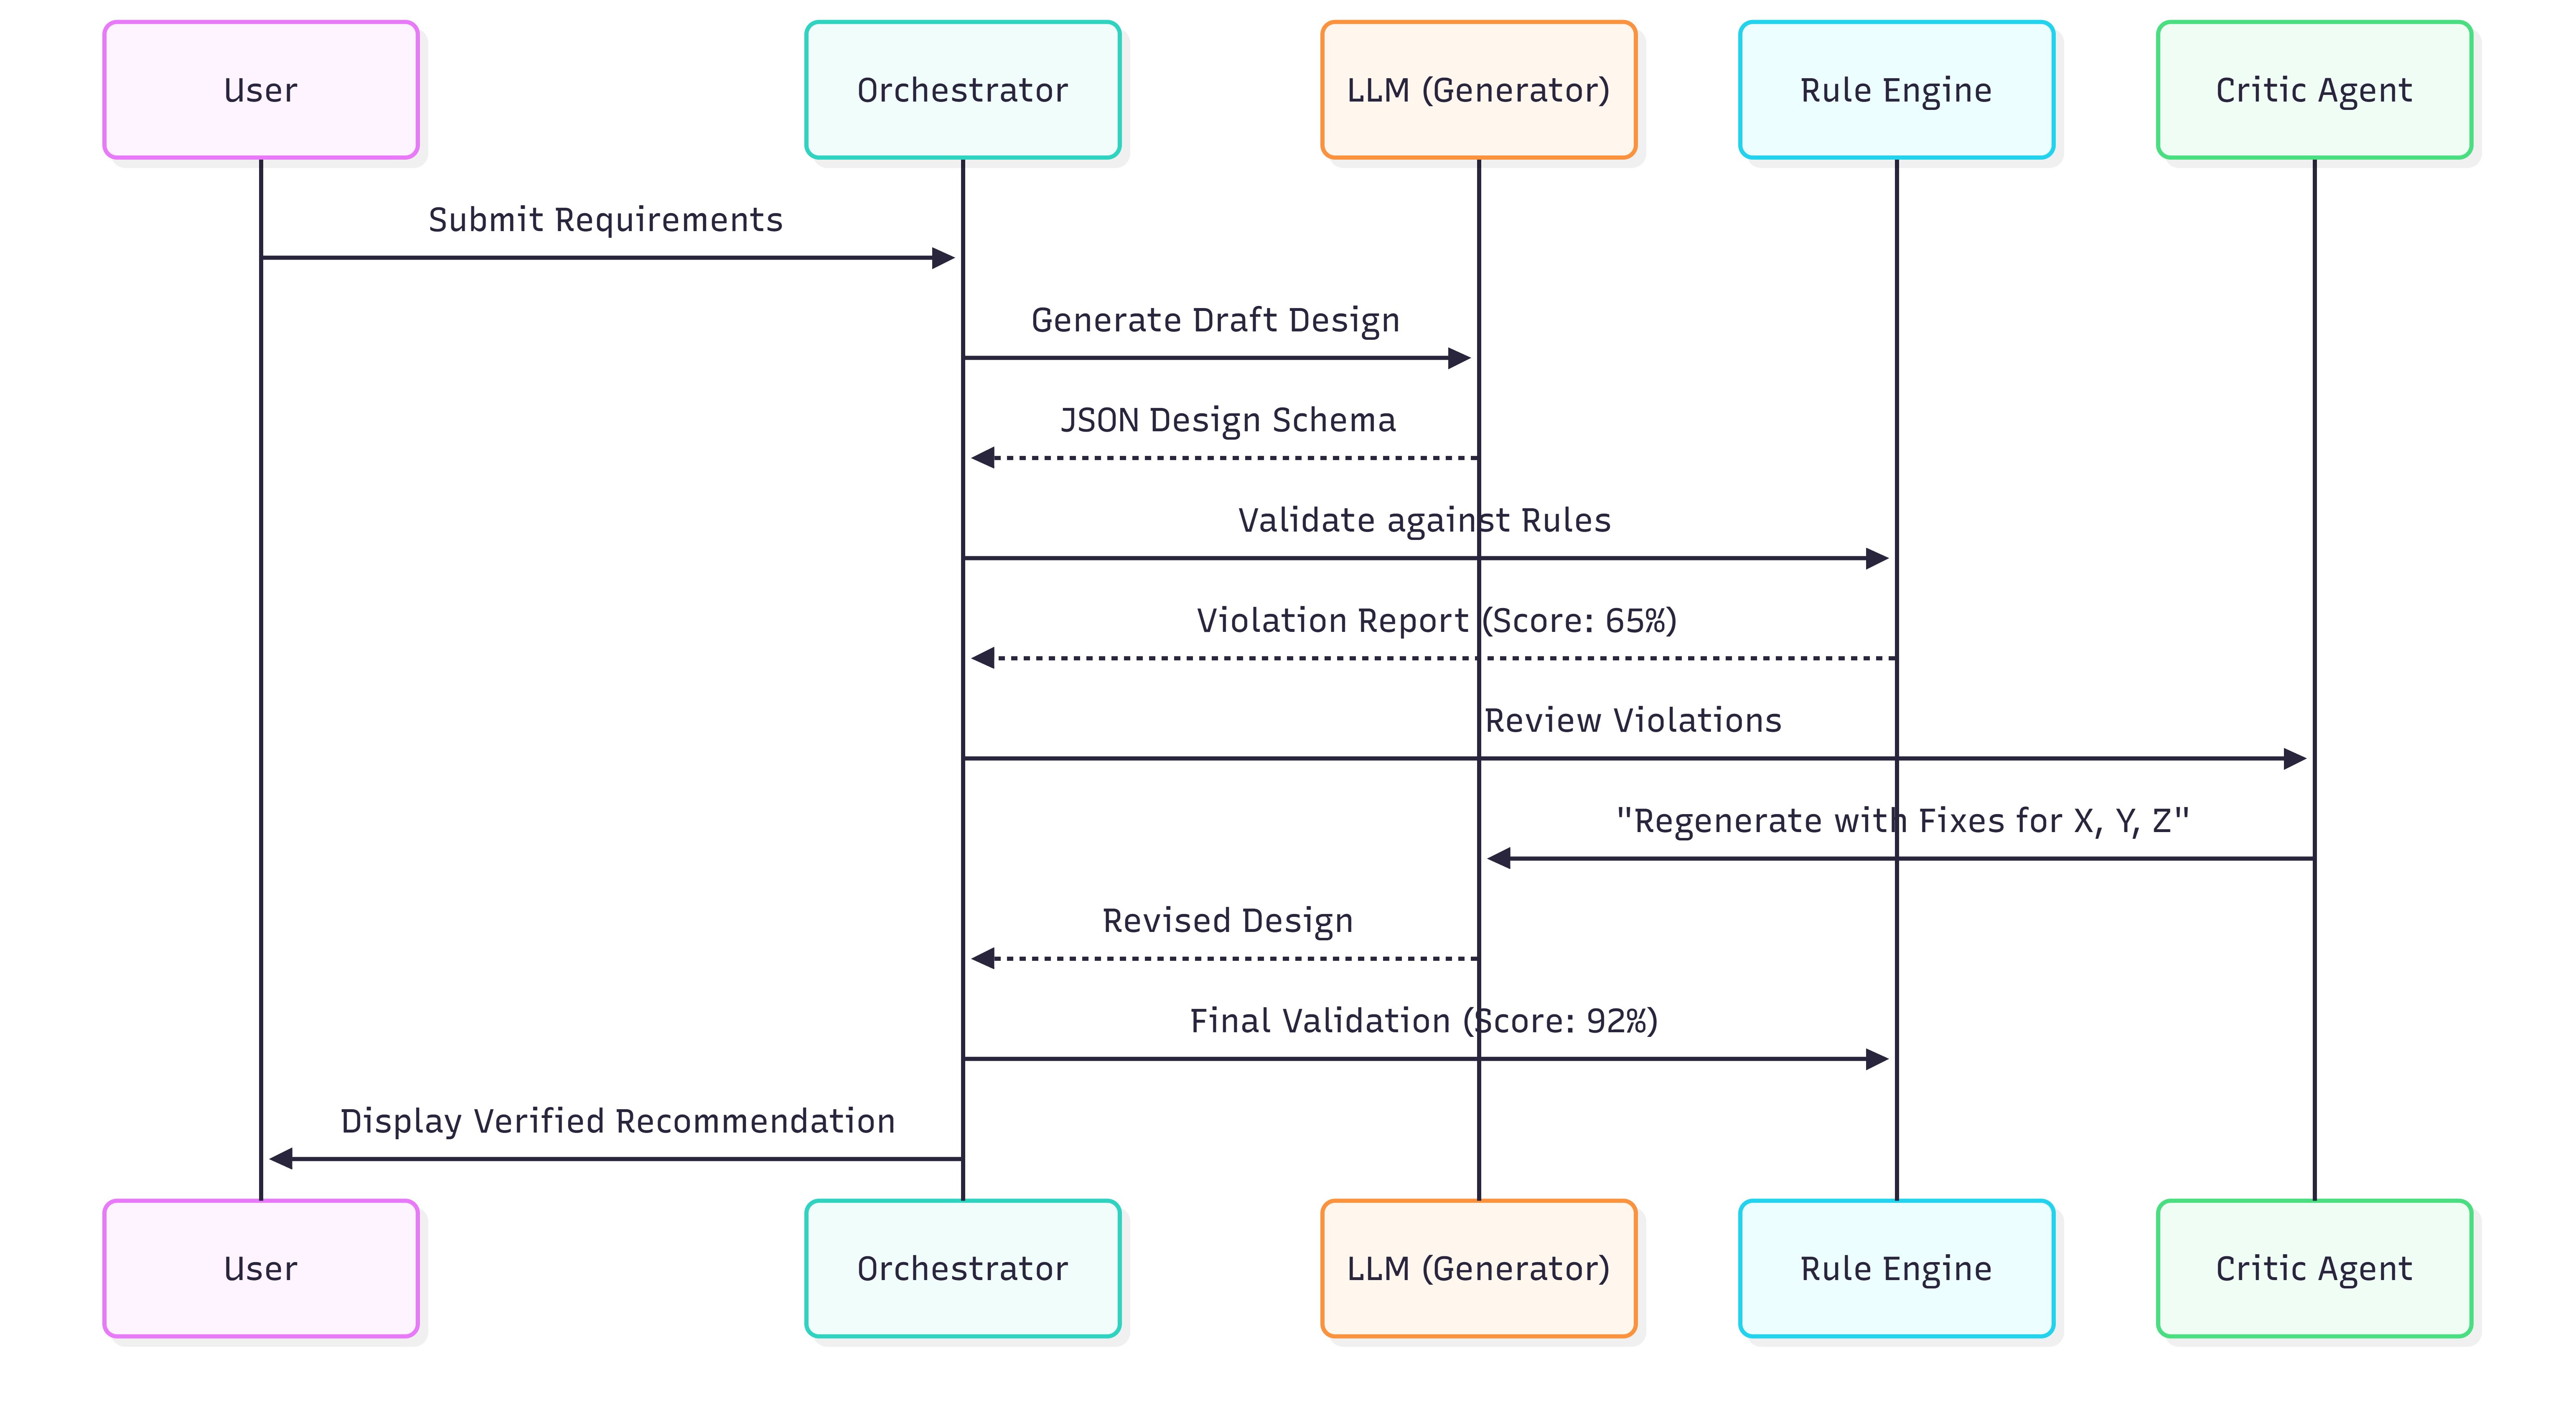 User
Orchestrator
LLM (Generator)
Rule Engine
Critic Agent
Submit Requirements
Generate Draft Design
JSON Design Schema
Validate against Rules
Violation Report (Score: 65%)
Review Violations
"Regenerate with Fixes for X, Y, Z"
Revised Design
Final Validation (Score: 92%)
Display Verified Recommendation
User
Orchestrator
LLM (Generator)
Rule Engine
Critic Agent